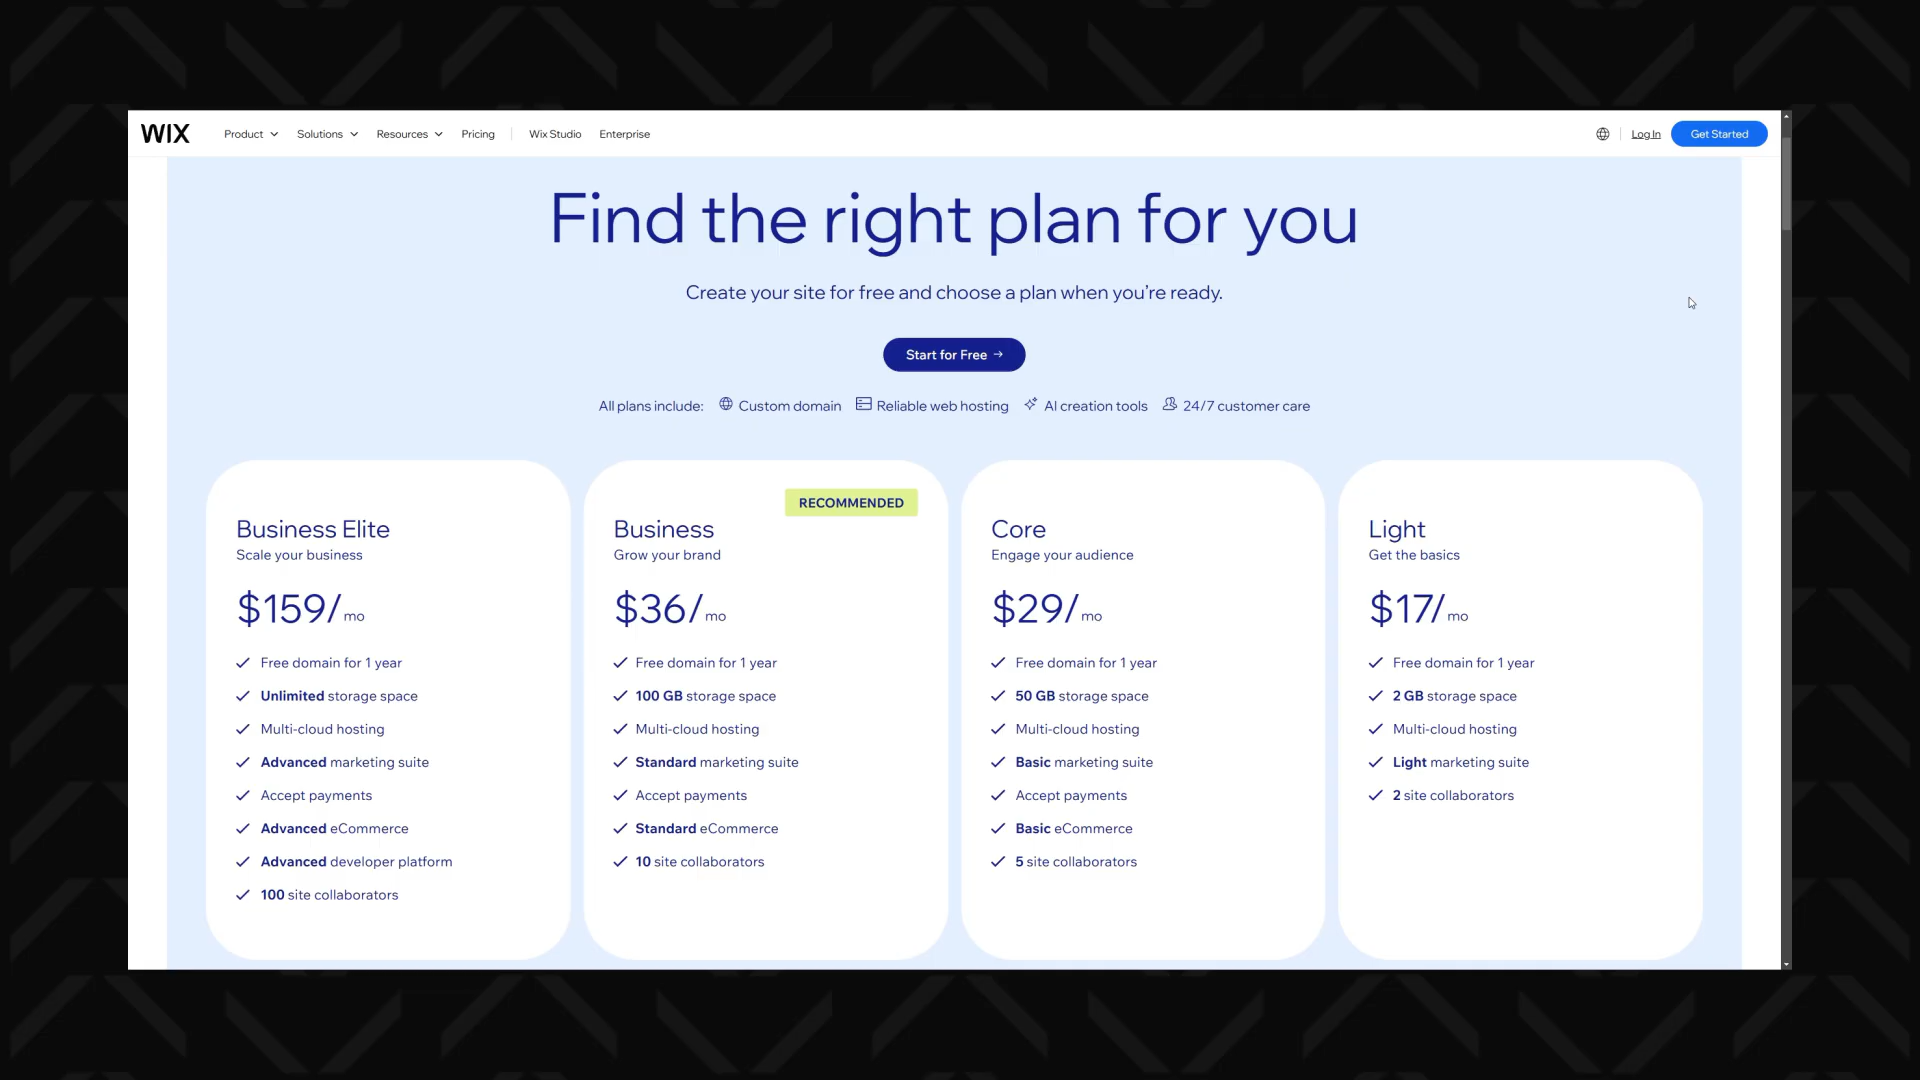 WIX
Product
Solutions
Resources
Pricing
Wix Studio
Enterprise
Log In
Get Started
Find the right plan for you
Create your site for free and choose a plan when you're ready.
Start for Free →
All plans include: Custom domain Reliable web hosting AI creation tools 24/7 customer care
Business Elite
Scale your business
$159/mo
Free domain for 1 year
Unlimited storage space
Multi-cloud hosting
Advanced marketing suite
Accept payments
Advanced eCommerce
Advanced developer platform
100 site collaborators
RECOMMENDED
Business
Grow your brand
$36/mo
Free domain for 1 year
100 GB storage space
Multi-cloud hosting
Standard marketing suite
Accept payments
Standard eCommerce
10 site collaborators
Core
Engage your audience
$29/mo
Free domain for 1 year
50 GB storage space
Multi-cloud hosting
Basic marketing suite
Accept payments
Basic eCommerce
5 site collaborators
Light
Get the basics
$17/mo
Free domain for 1 year
2 GB storage space
Multi-cloud hosting
Light marketing suite
2 site collaborators